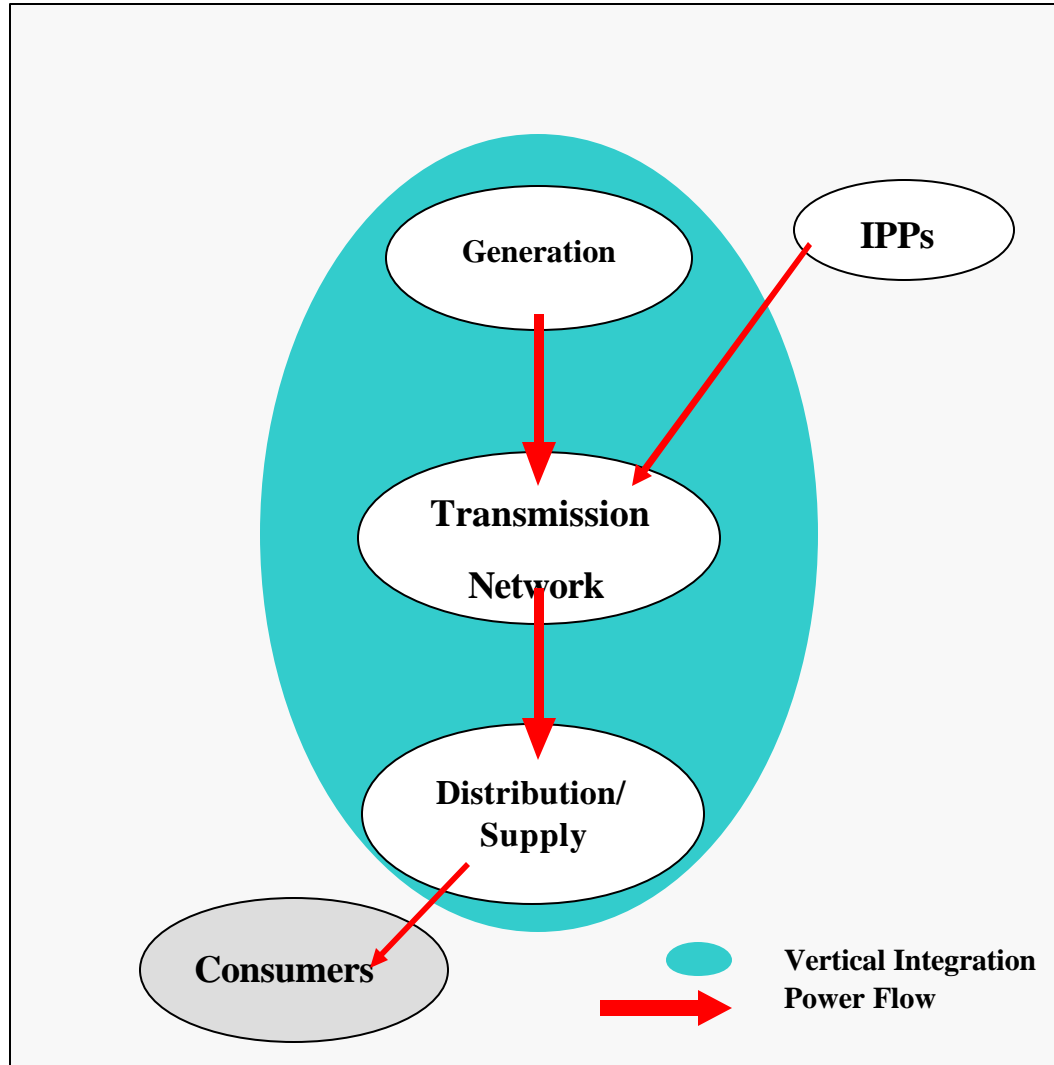 Generation
IPPs
Transmission
Network
Distribution/
Supply
Consumers
Vertical Integration
Power Flow